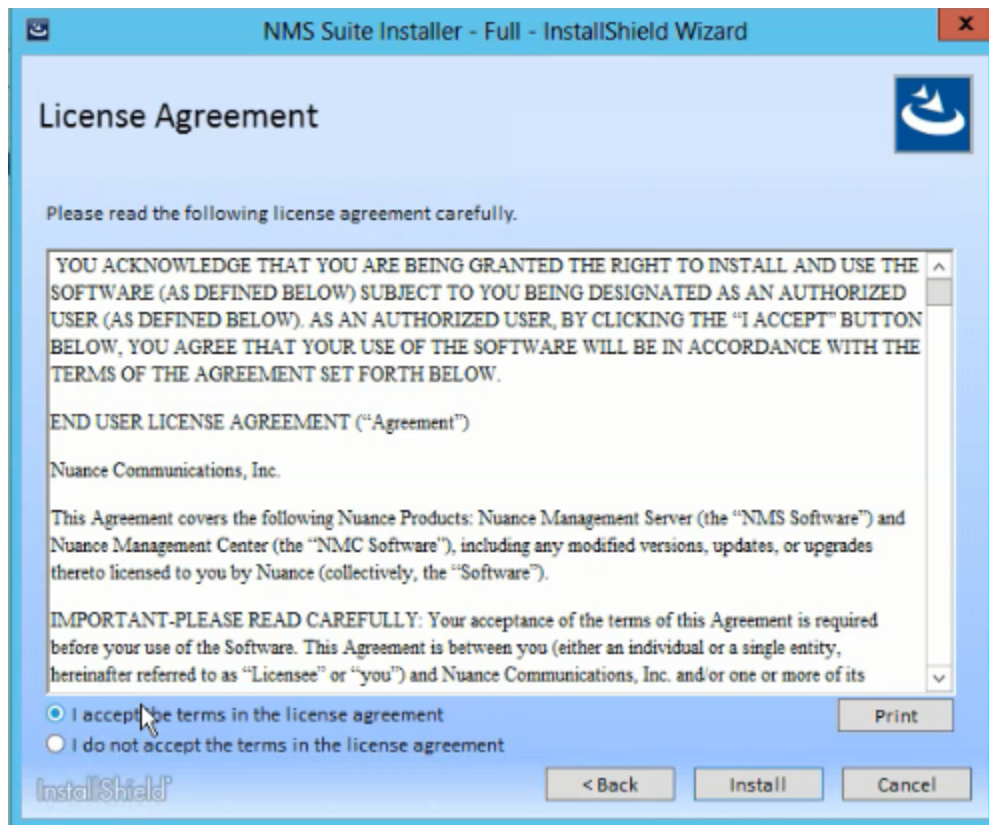 NMS Suite Installer - Full - InstallShield Wizard
x
License Agreement
Please read the following license agreement carefully.
YOU ACKNOWLEDGE THAT YOU ARE BEING GRANTED THE RIGHT TO INSTALL AND USE THE
SOFTWARE (AS DEFINED BELOW) SUBJECT TO YOU BEING DESIGNATED AS AN AUTHORIZED
USER (AS DEFINED BELOW). AS AN AUTHORIZED USER, BY CLICKING THE “I ACCEPT” BUTTON
BELOW, YOU AGREE THAT YOUR USE OF THE SOFTWARE WILL BE IN ACCORDANCE WITH THE
TERMS OF THE AGREEMENT SET FORTH BELOW.
END USER LICENSE AGREEMENT (“Agreement”)
Nuance Communications, Inc.
This Agreement covers the following Nuance Products: Nuance Management Server (the “NMS Software”) and
Nuance Management Center (the “NMC Software”), including any modified versions, updates, or upgrades
thereto licensed to you by Nuance (collectively, the “Software”).
IMPORTANT-PLEASE READ CAREFULLY: Your acceptance of the terms of this Agreement is required
before your use of the Software. This Agreement is between you (either an individual or a single entity,
hereinafter referred to as “Licensee” or “you”) and Nuance Communications, Inc. and/or one or more of its
I accept the terms in the license agreement
Print
I do not accept the terms in the license agreement
InstallShield
< Back
Install
Cancel